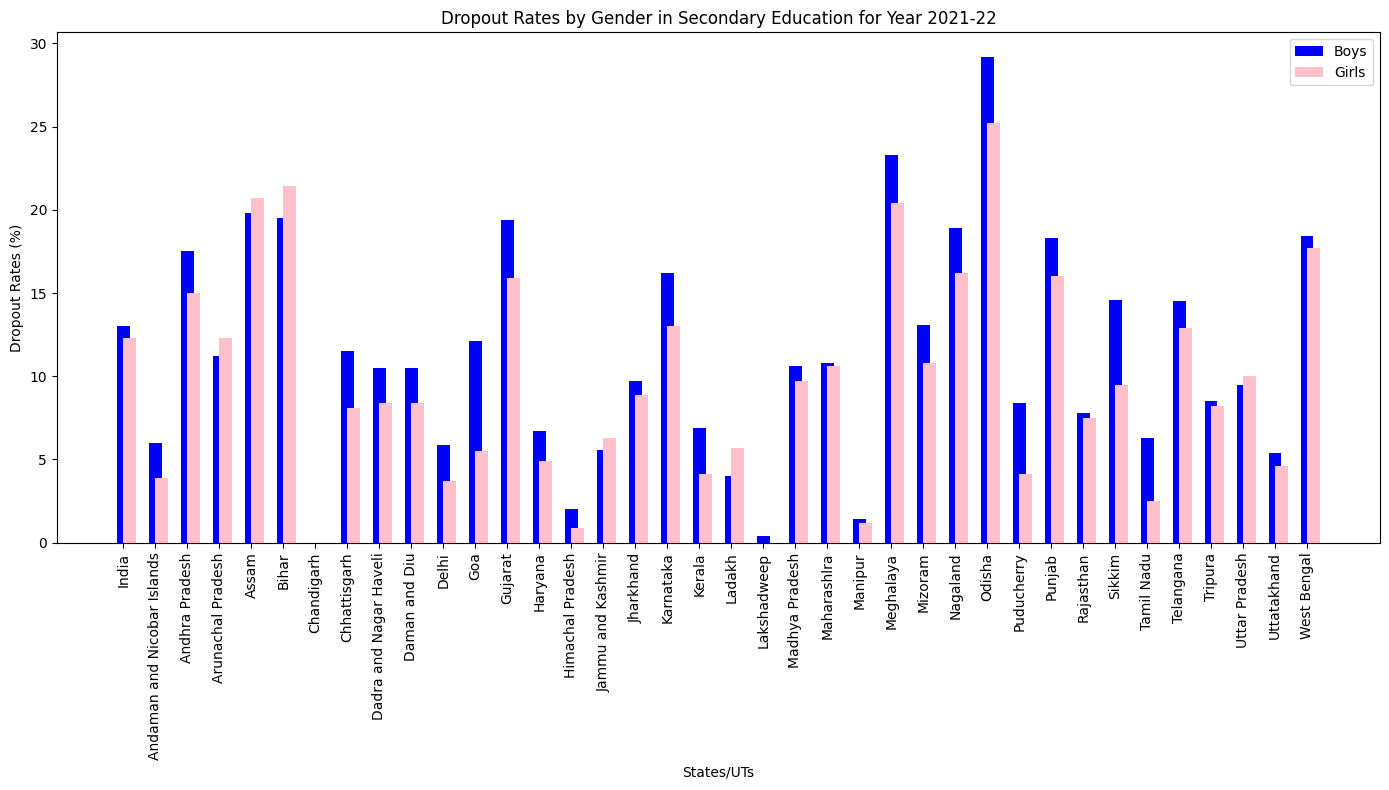 Dropout Rates by Gender in Secondary Education for Year 2021-22
Boys
Girls
Dropout Rates (%)
30
25
20
15
10
5
0
India
Andaman and Nicobar Islands
Andhra Pradesh
Arunachal Pradesh
Assam
Bihar
Chandigarh
Chhattisgarh
Dadra and Nagar Haveli
Daman and Diu
Delhi
Goa
Gujarat
Haryana
Himachal Pradesh
Jammu and Kashmir
Jharkhand
Karnataka
Kerala
Ladakh
Lakshadweep
Madhya Pradesh
Maharashtra
Manipur
Meghalaya
Mizoram
Nagaland
Odisha
Puducherry
Punjab
Rajasthan
Sikkim
Tamil Nadu
Telangana
Tripura
Uttar Pradesh
Uttakhand
West Bengal
States/UTs